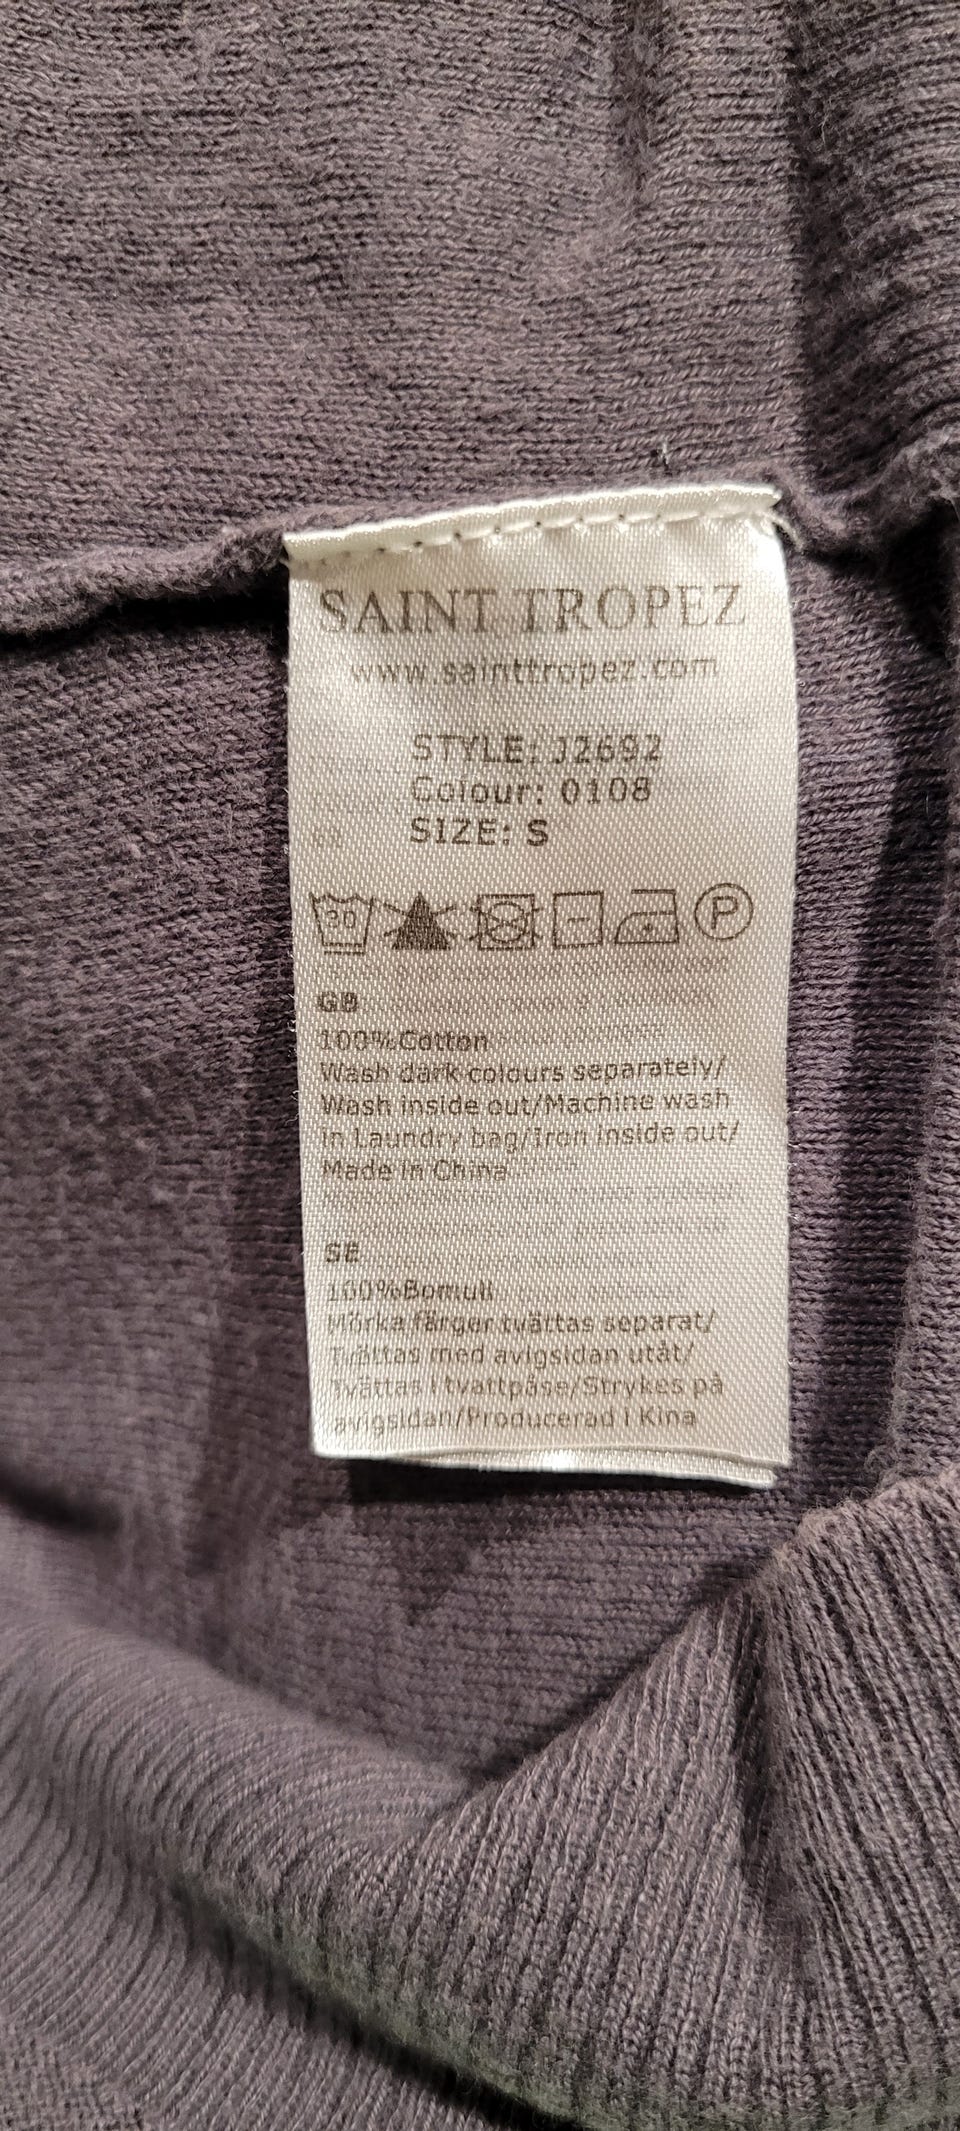 SAINT TROPEZ
www.sainttropez.com
STYLE: J2692
Colour: 0108
SIZE: S
30
P
GB
100%Cotton
Wash dark colours separately/
Wash inside out/Machine wash
in Laundry bag/Iron inside out/
Made in China
SE
100%Bomull
Mörka färger tvättas separat/
Tvättas med avigsidan utåt/
Tvättas i tvattpåse/Strykes på
avigsidan/Producerad i Kina